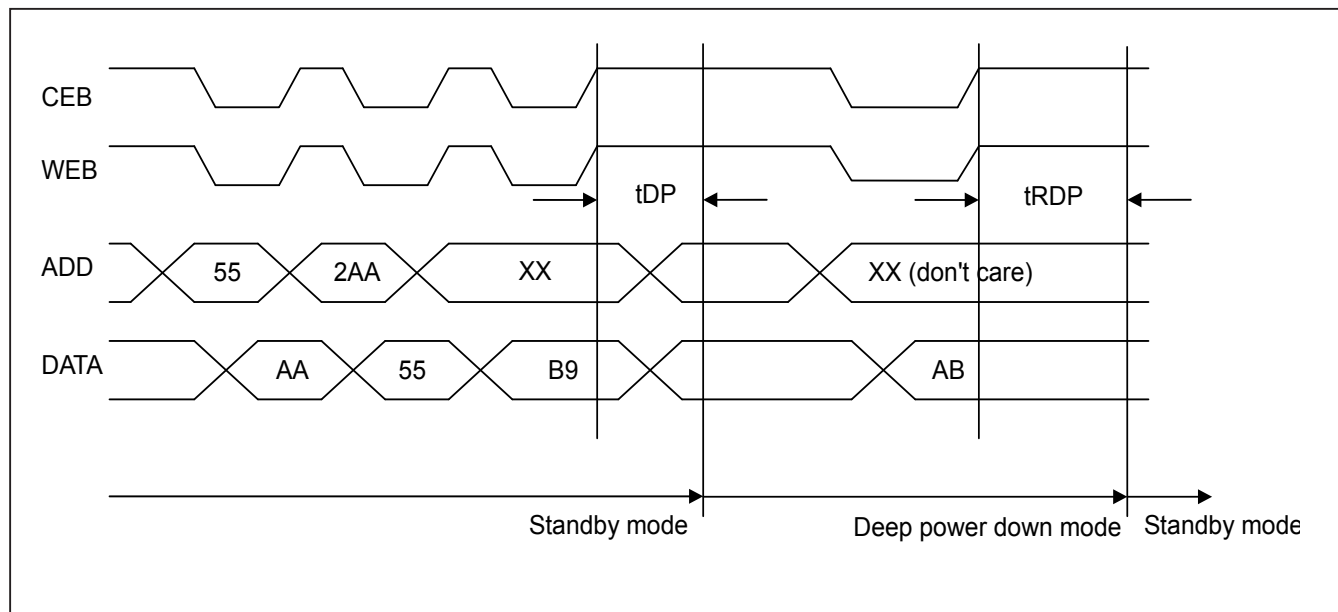 CEB
WEB
tDP
tRDP
ADD
55
2AA
XX
XX (don't care)
DATA
AA
55
B9
AB
Standby mode
Deep power down mode
Standby mode